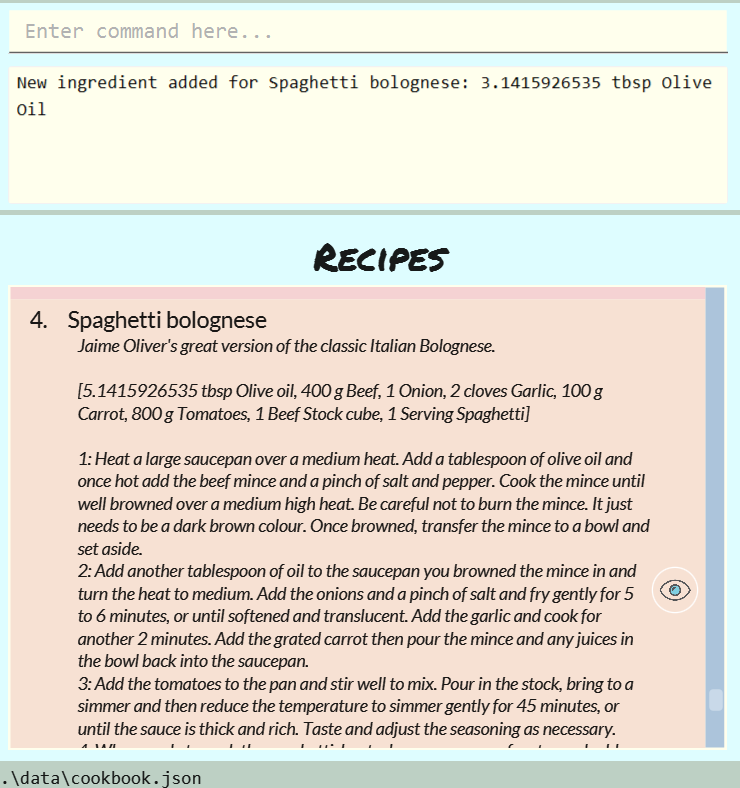 Enter command here...
New ingredient added for Spaghetti bolognese: 3.1415926535 tbsp Olive
Oil
Recipes
4. Spaghetti bolognese
Jaime Oliver's great version of the classic Italian Bolognese.
[5.1415926535 tbsp Olive oil, 400 g Beef, 1 Onion, 2 cloves Garlic, 100 g
Carrot, 800 g Tomatoes, 1 Beef Stock cube, 1 Serving Spaghetti]
1: Heat a large saucepan over a medium heat. Add a tablespoon of olive oil and
once hot add the beef mince and a pinch of salt and pepper. Cook the mince until
well browned over a medium high heat. Be careful not to burn the mince. It just
needs to be a dark brown colour. Once browned, transfer the mince to a bowl and
set aside.
2: Add another tablespoon of oil to the saucepan you browned the mince in and
turn the heat to medium. Add the onions and a pinch of salt and fry gently for 5
to 6 minutes, or until softened and translucent. Add the garlic and cook for
another 2 minutes. Add the grated carrot then pour the mince and any juices in
the bowl back into the saucepan.
3: Add the tomatoes to the pan and stir well to mix. Pour in the stock, bring to a
simmer and then reduce the temperature to simmer gently for 45 minutes, or
until the sauce is thick and rich. Taste and adjust the seasoning as necessary.
.\data\cookbook.json